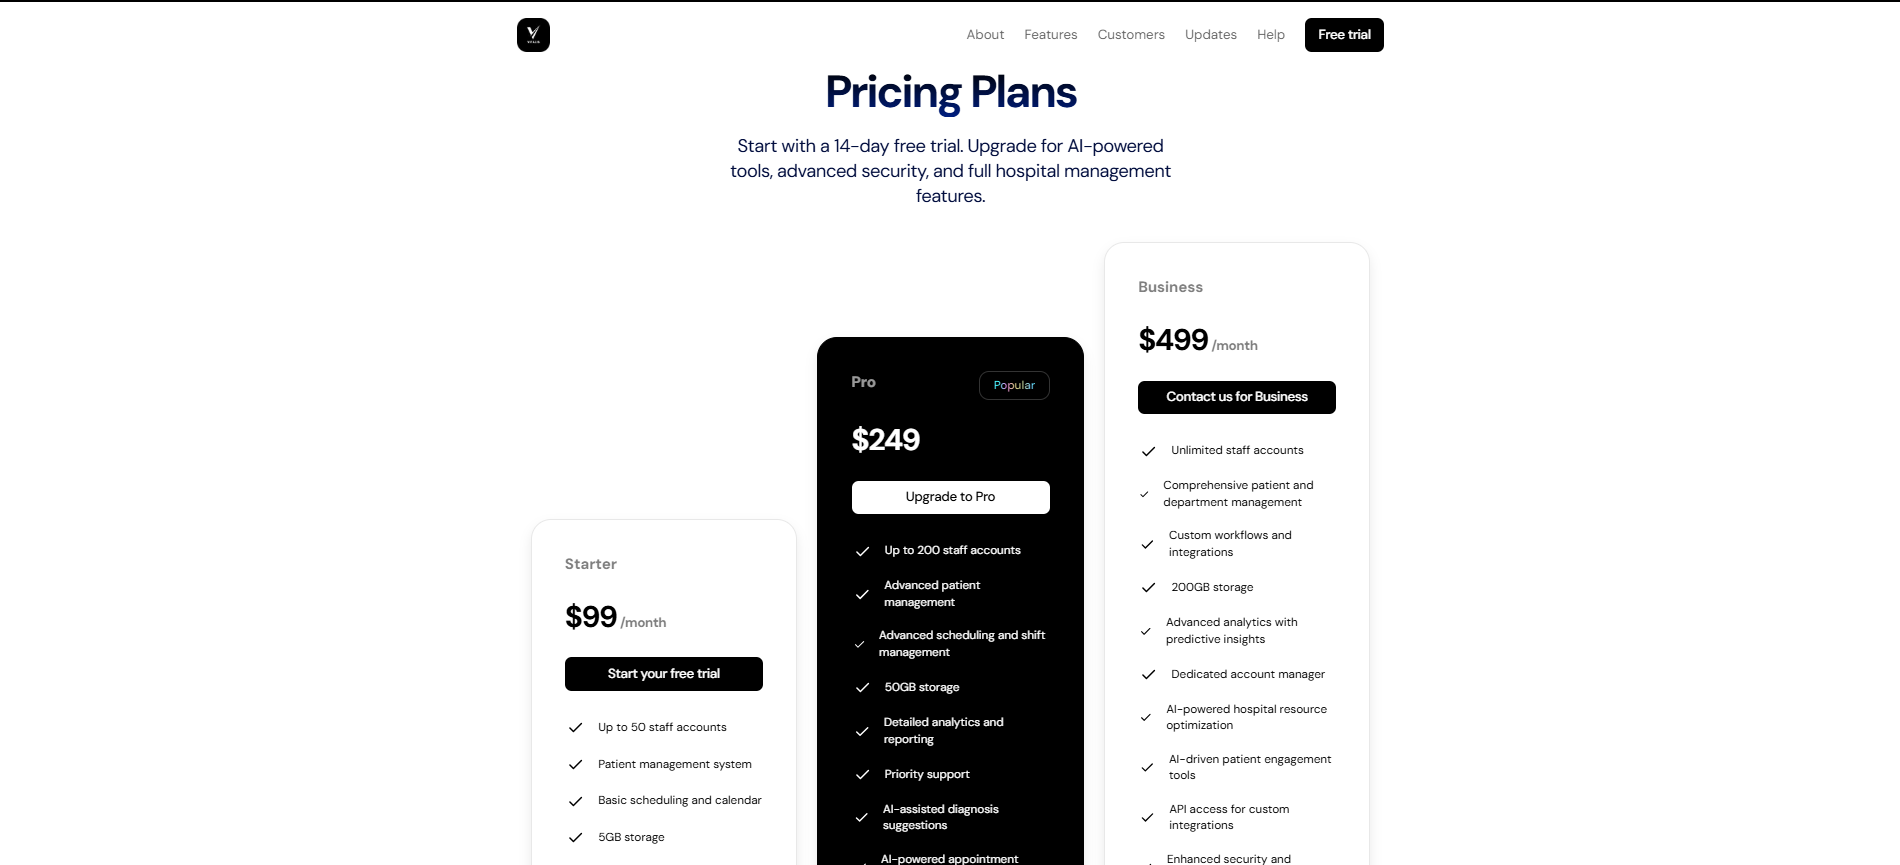 About Features Customers Updates Help Free trial
Pricing Plans
Start with a 14-day free trial. Upgrade for AI-powered
tools, advanced security, and full hospital management
features.
Starter
$99 /month
Start your free trial
Up to 50 staff accounts
Patient management system
Basic scheduling and calendar
5GB storage
Pro
Popular
$249
Upgrade to Pro
Up to 200 staff accounts
Advanced patient
management
Advanced scheduling and shift
management
50GB storage
Detailed analytics and
reporting
Priority support
AI-assisted diagnosis
suggestions
AI-powered appointment
Business
$499 /month
Contact us for Business
Unlimited staff accounts
Comprehensive patient and
department management
Custom workflows and
integrations
200GB storage
Advanced analytics with
predictive insights
Dedicated account manager
AI-powered hospital resource
optimization
AI-driven patient engagement
tools
API access for custom
integrations
Enhanced security and